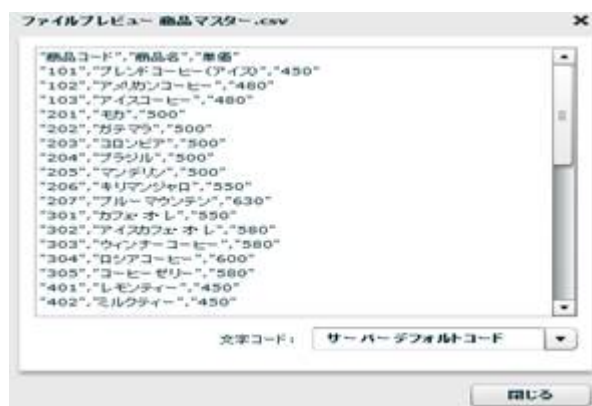 ファイルプレビュー 商品マスター.csv
"商品コード","商品名","単価"
"101","ブレンドコーヒー(アイス)","450"
"102","アメリカンコーヒー","480"
"103","アイスコーヒー","480"
"201","モカ","500"
"202","ガテマラ","500"
"203","コロンビア","500"
"204","ブラジル","500"
"205","マンデリン","500"
"206","キリマンジャロ","550"
"207","ブルーマウンテン","630"
"301","カフェ・オ・レ","550"
"302","アイスカフェ・オ・レ","580"
"303","ウィンナーコーヒー","580"
"304","ロシアコーヒー","600"
"305","コーヒーゼリー","580"
"401","レモンティー","450"
"402","ミルクティー","450"
文字コード: サーバーデフォルトコード
閉じる